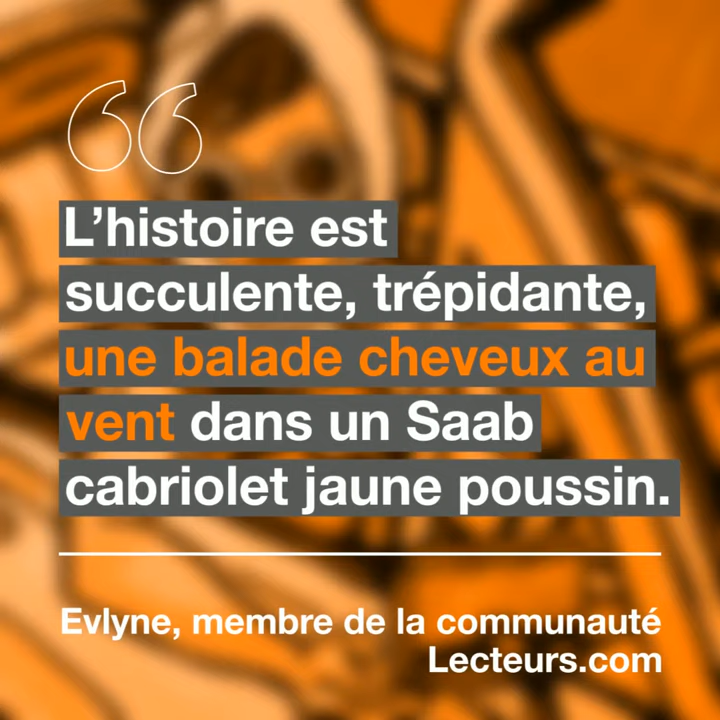 “
L’histoire est
succulente, trépidante,
une balade cheveux au
vent dans un Saab
cabriolet jaune poussin.
Evlyne, membre de la communauté
Lecteurs.com